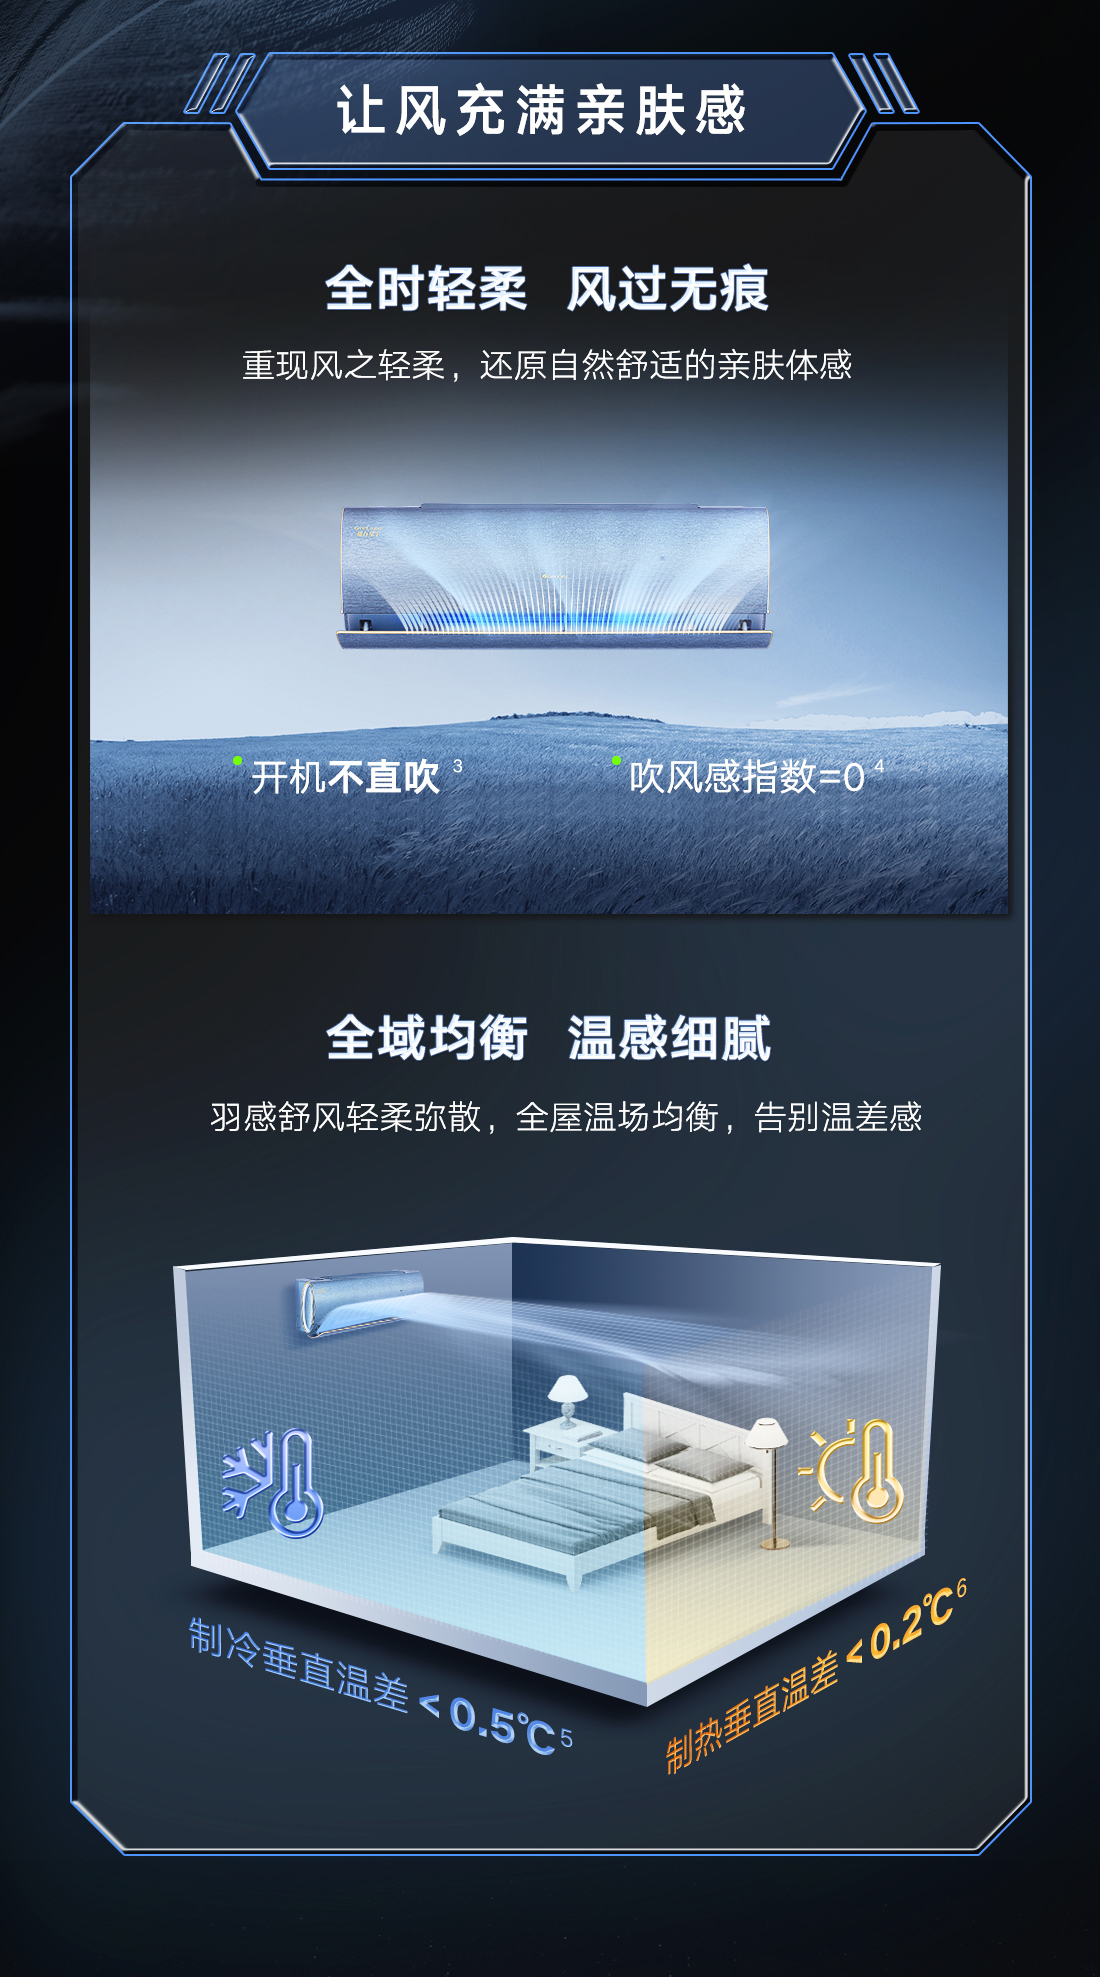 让风充满亲肤感
全时轻柔 风过无痕
重现风之轻柔，还原自然舒适的亲肤体感
开机不直吹 3
吹风感指数=0 4
全域均衡 温感细腻
羽感舒风轻柔弥散，全屋温场均衡，告别温差感
制冷垂直温差<0.5℃ 5
制热垂直温差<0.2℃ 6